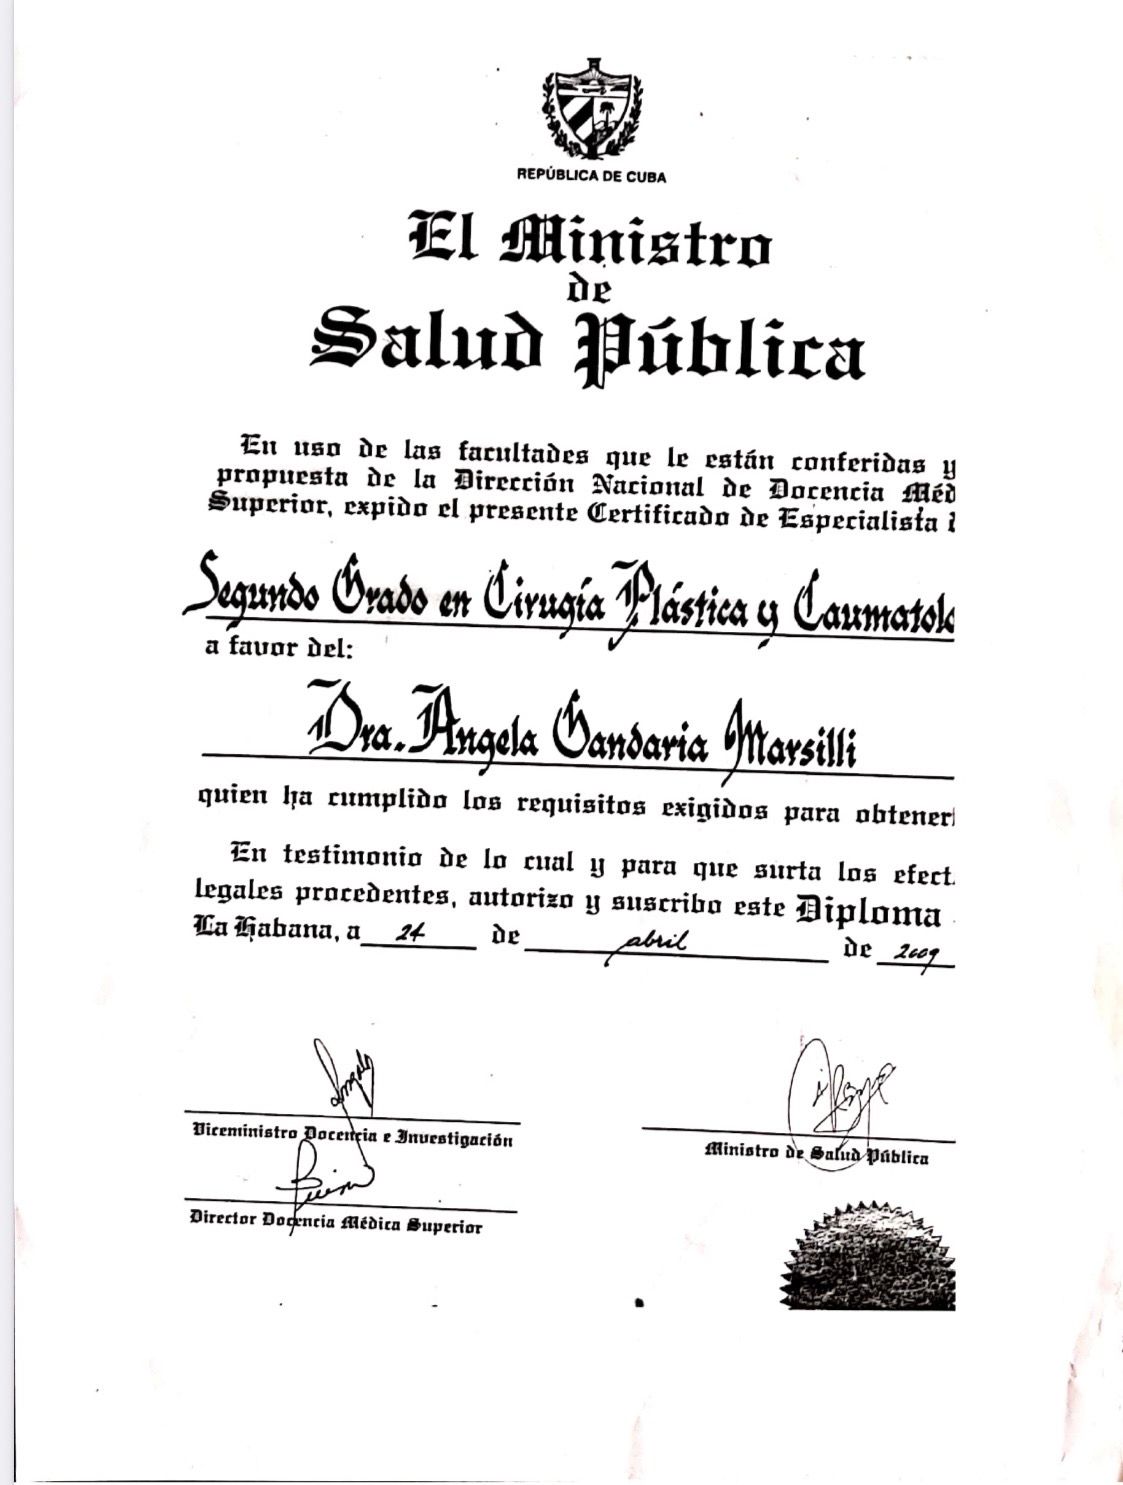 REPÚBLICA DE CUBA
El Ministro
de
Salud Pública
En uso de las facultades que le están conferidas y
propuesta de la Dirección Nacional de Docencia Méd
Superior, expido el presente Certificado de Especialista
Segundo Grado en Cirugía Plástica y Caumatolo
a favor del:
Dra. Angela Gandaria Marsilli
quien ha cumplido los requisitos exigidos para obtener
En testimonio de lo cual y para que surta los efect
legales procedentes, autorizo y suscribo este Diploma
La Habana, a 24 de abril de 2009
Viceministro Docencia e Investigación
Ministro de Salud Pública
Director Docencia Médica Superior